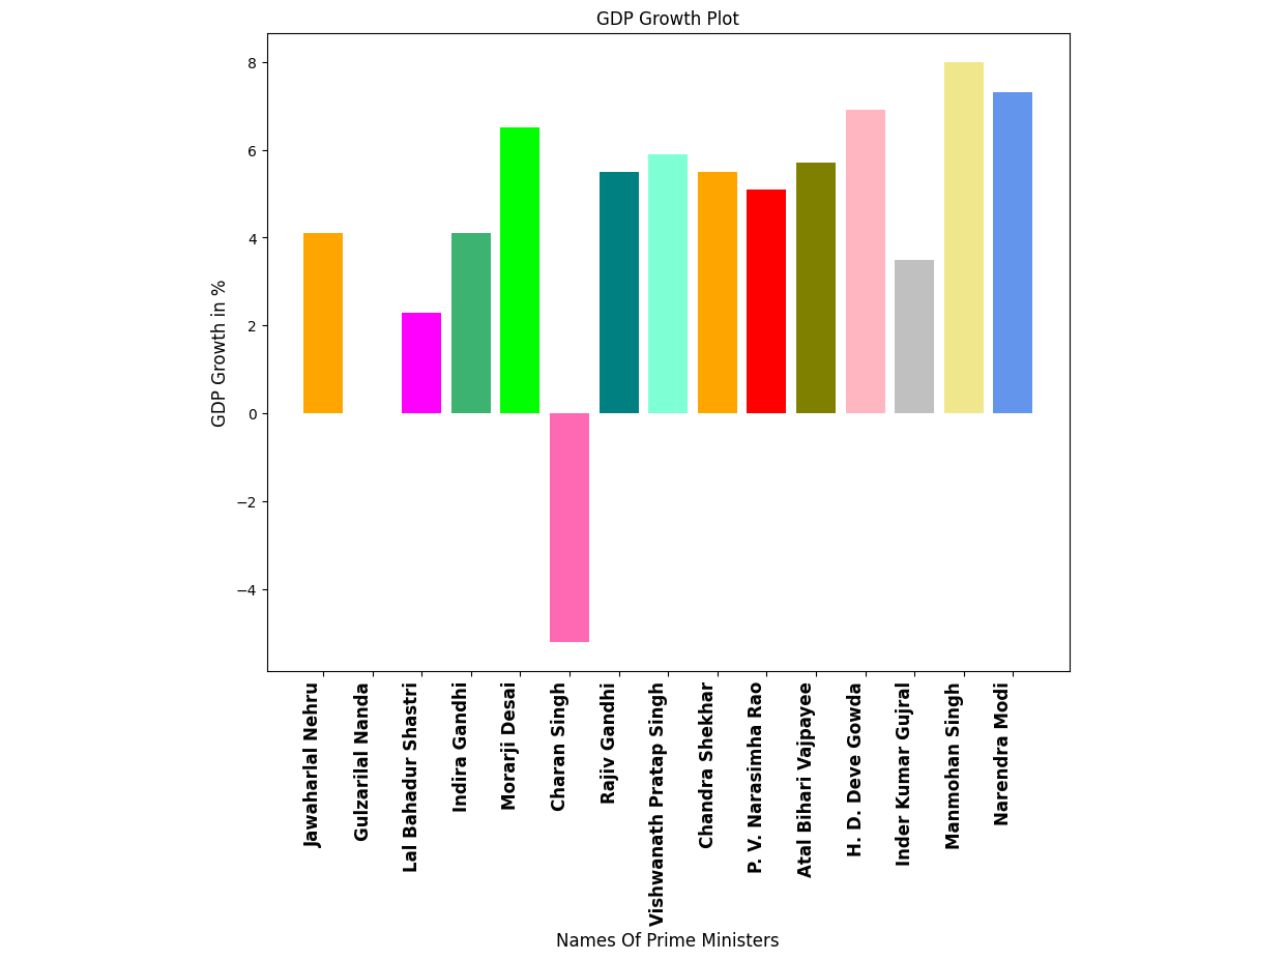 GDP Growth Plot
GDP Growth in %
8
6
4
2
0
−2
−4
Jawaharlal Nehru
Gulzarilal Nanda
Lal Bahadur Shastri
Indira Gandhi
Morarji Desai
Charan Singh
Rajiv Gandhi
Vishwanath Pratap Singh
Chandra Shekhar
P. V. Narasimha Rao
Atal Bihari Vajpayee
H. D. Deve Gowda
Inder Kumar Gujral
Manmohan Singh
Narendra Modi
Names Of Prime Ministers